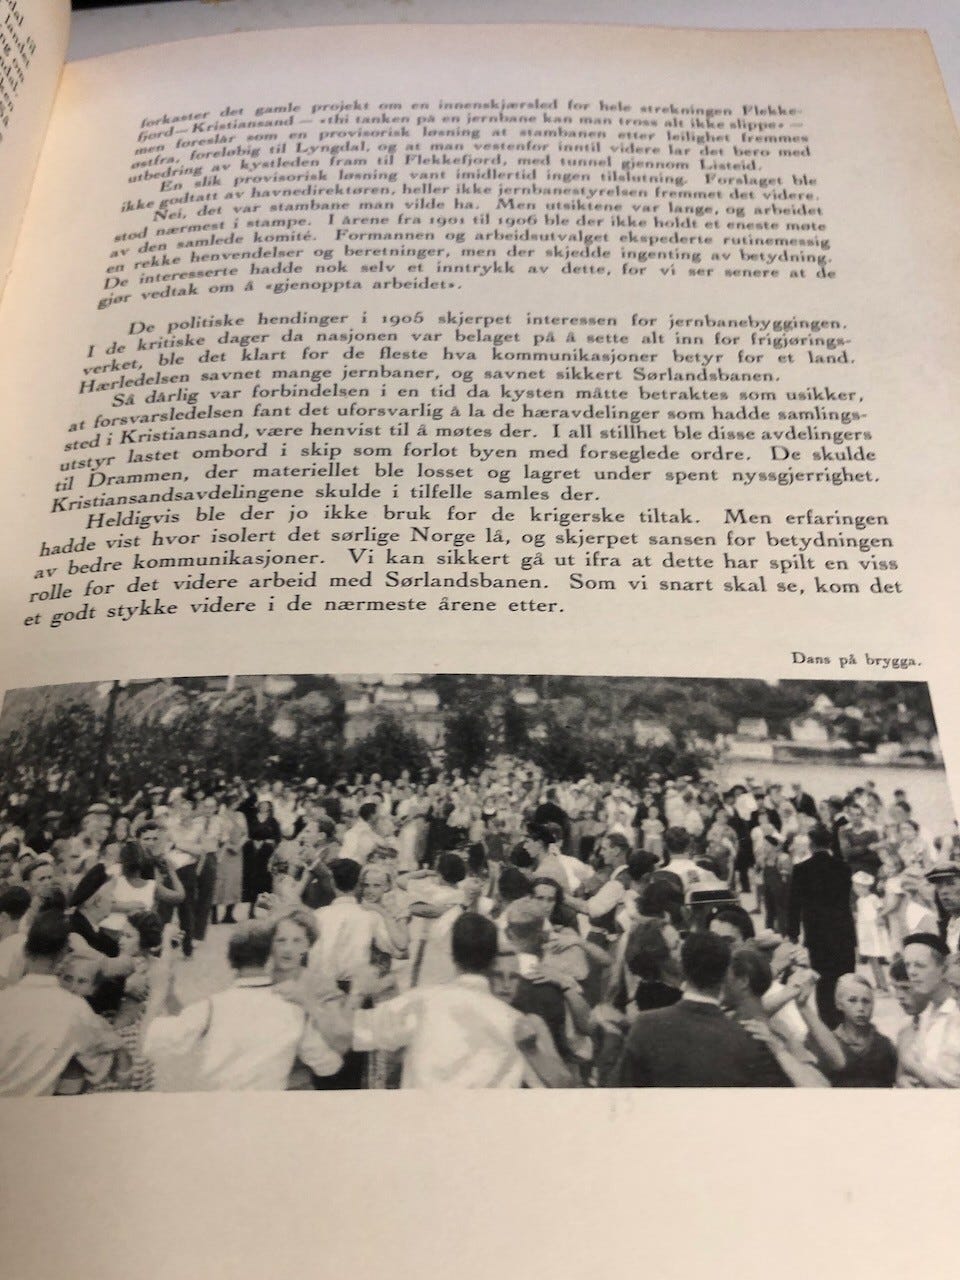 til
landet
og om
ndal.
ken
på
forkaster det gamle projekt om en innenskjærsled for hele strekningen Flekke-
fjord—Kristiansand — «thi tanken på en jernbane kan man tross alt ikke slippe» —
men foreslår som en provisorisk løsning at stambanen etter leilighet fremmes
østfra, foreløbig til Lyngdal, og at man vestenfor inntil videre lar det bero med
utbedring av kystleden fram til Flekkefjord, med tunnel gjennom Listeid.
En slik provisorisk løsning vant imidlertid ingen tilslutning. Forslaget ble
ikke godtatt av havnedirektøren, heller ikke jernbanestyrelsen fremmet det videre.
Nei, det var stambane man vilde ha. Men utsiktene var lange, og arbeidet
stod nærmest i stampe. I årene fra 1901 til 1906 ble der ikke holdt et eneste møte
av den samlede komité. Formannen og arbeidsutvalget ekspederte rutinemessig
en rekke henvendelser og beretninger, men der skjedde ingenting av betydning.
De interesserte hadde nok selv et inntrykk av dette, for vi ser senere at de
gjør vedtak om å «gjenoppta arbeidet».
De politiske hendinger i 1905 skjerpet interessen for jernbanebyggingen.
I de kritiske dager da nasjonen var belaget på å sette alt inn for frigjørings-
verket, ble det klart for de fleste hva kommunikasjoner betyr for et land.
Hærledelsen savnet mange jernbaner, og savnet sikkert Sørlandsbanen.
Så dårlig var forbindelsen i en tid da kysten måtte betraktes som usikker,
at forsvarsledelsen fant det uforsvarlig å la de hæravdelinger som hadde samlings-
sted i Kristiansand, være henvist til å møtes der. I all stillhet ble disse avdelingers
utstyr lastet ombord i skip som forlot byen med forseglede ordre. De skulde
til Drammen, der materiellet ble losset og lagret under spent nyssgjerrighet.
Kristiansandsavdelingene skulde i tilfelle samles der.
Heldigvis ble der jo ikke bruk for de krigerske tiltak. Men erfaringen
hadde vist hvor isolert det sørlige Norge lå, og skjerpet sansen for betydningen
av bedre kommunikasjoner. Vi kan sikkert gå ut ifra at dette har spilt en viss
rolle for det videre arbeid med Sørlandsbanen. Som vi snart skal se, kom det
et godt stykke videre i de nærmeste årene etter.
Dans på brygga.